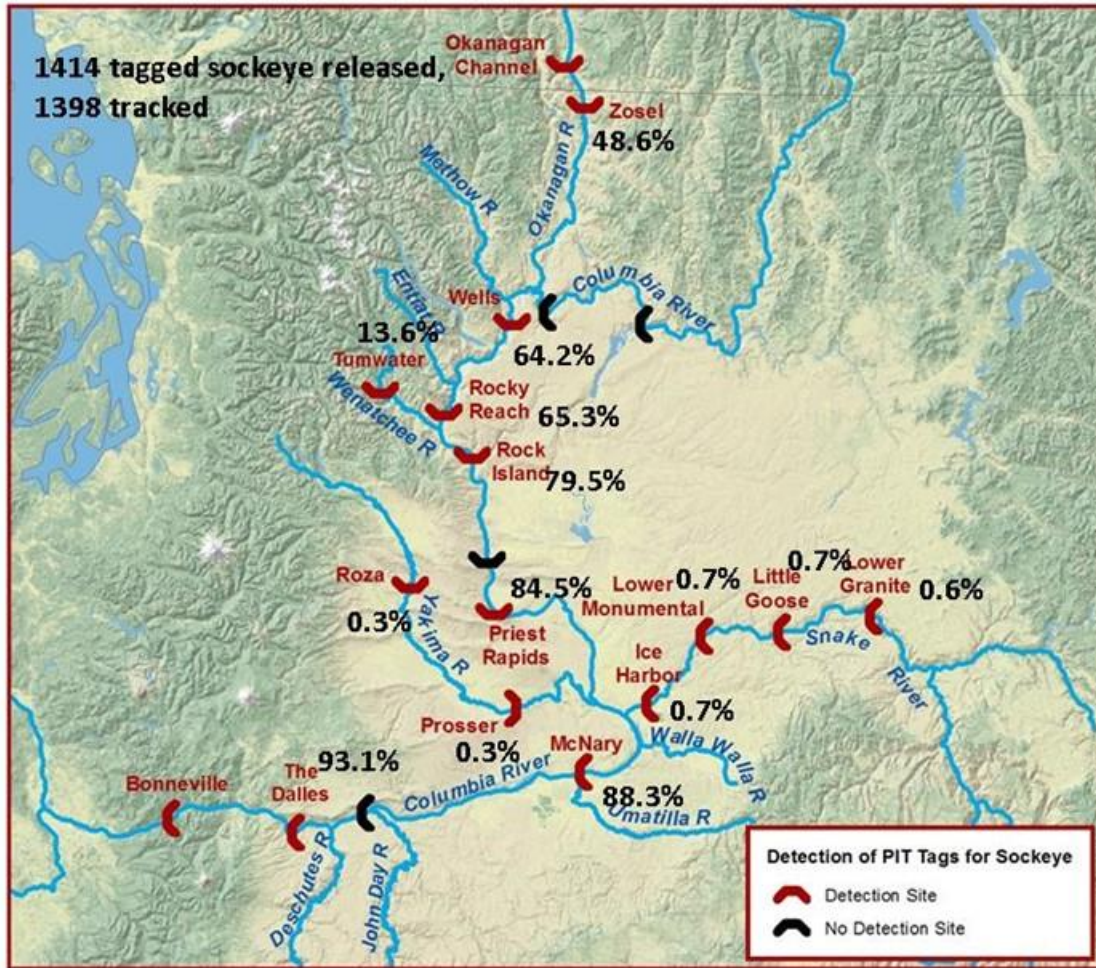 1414 tagged sockeye released,
1398 tracked
Okanagan
Channel
Zosel
48.6%
Okanagan R
Methow R
Columbia River
Entiat R
Wells
64.2%
13.6%
Tumwater
Wenatchee R
Rocky
Reach
65.3%
Rock
Island
79.5%
Roza
0.3%
Yakima R
84.5%
Priest
Rapids
Lower
Monumental
0.7%
Little
Goose
0.7%
Lower
Granite
0.6%
Snake
River
Ice
Harbor
0.7%
Walla Walla R
Prosser
0.3%
McNary
88.3%
Umatilla R
Columbia River
93.1%
The
Dalles
Bonneville
Deschutes R
John Day R
Detection of PIT Tags for Sockeye
Detection Site
No Detection Site